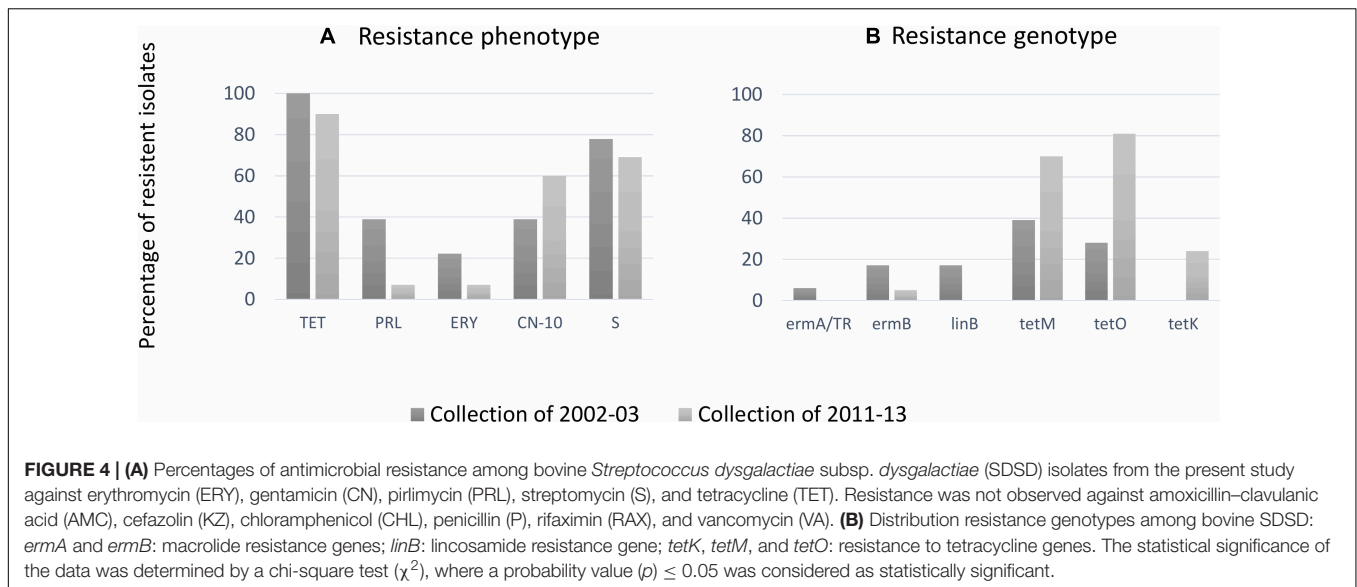 A Resistance phenotype
B Resistance genotype
Percentage of resistent isolates
100
80
60
40
20
0
TET PRL ERY CN-10 S
100
80
60
40
20
0
ermA/TR ermB linB tetM tetO tetK
Collection of 2002-03 Collection of 2011-13
FIGURE 4 | (A) Percentages of antimicrobial resistance among bovine Streptococcus dysgalactiae subsp. dysgalactiae (SDSD) isolates from the present study
against erythromycin (ERY), gentamicin (CN), pirlimycin (PRL), streptomycin (S), and tetracycline (TET). Resistance was not observed against amoxicillin–clavulanic
acid (AMC), cefazolin (KZ), chloramphenicol (CHL), penicillin (P), rifaximin (RAX), and vancomycin (VA). (B) Distribution resistance genotypes among bovine SDSD:
ermA and ermB: macrolide resistance genes; linB: lincosamide resistance gene; tetK, tetM, and tetO: resistance to tetracycline genes. The statistical significance of
the data was determined by a chi-square test (χ²), where a probability value (p) ≤ 0.05 was considered as statistically significant.